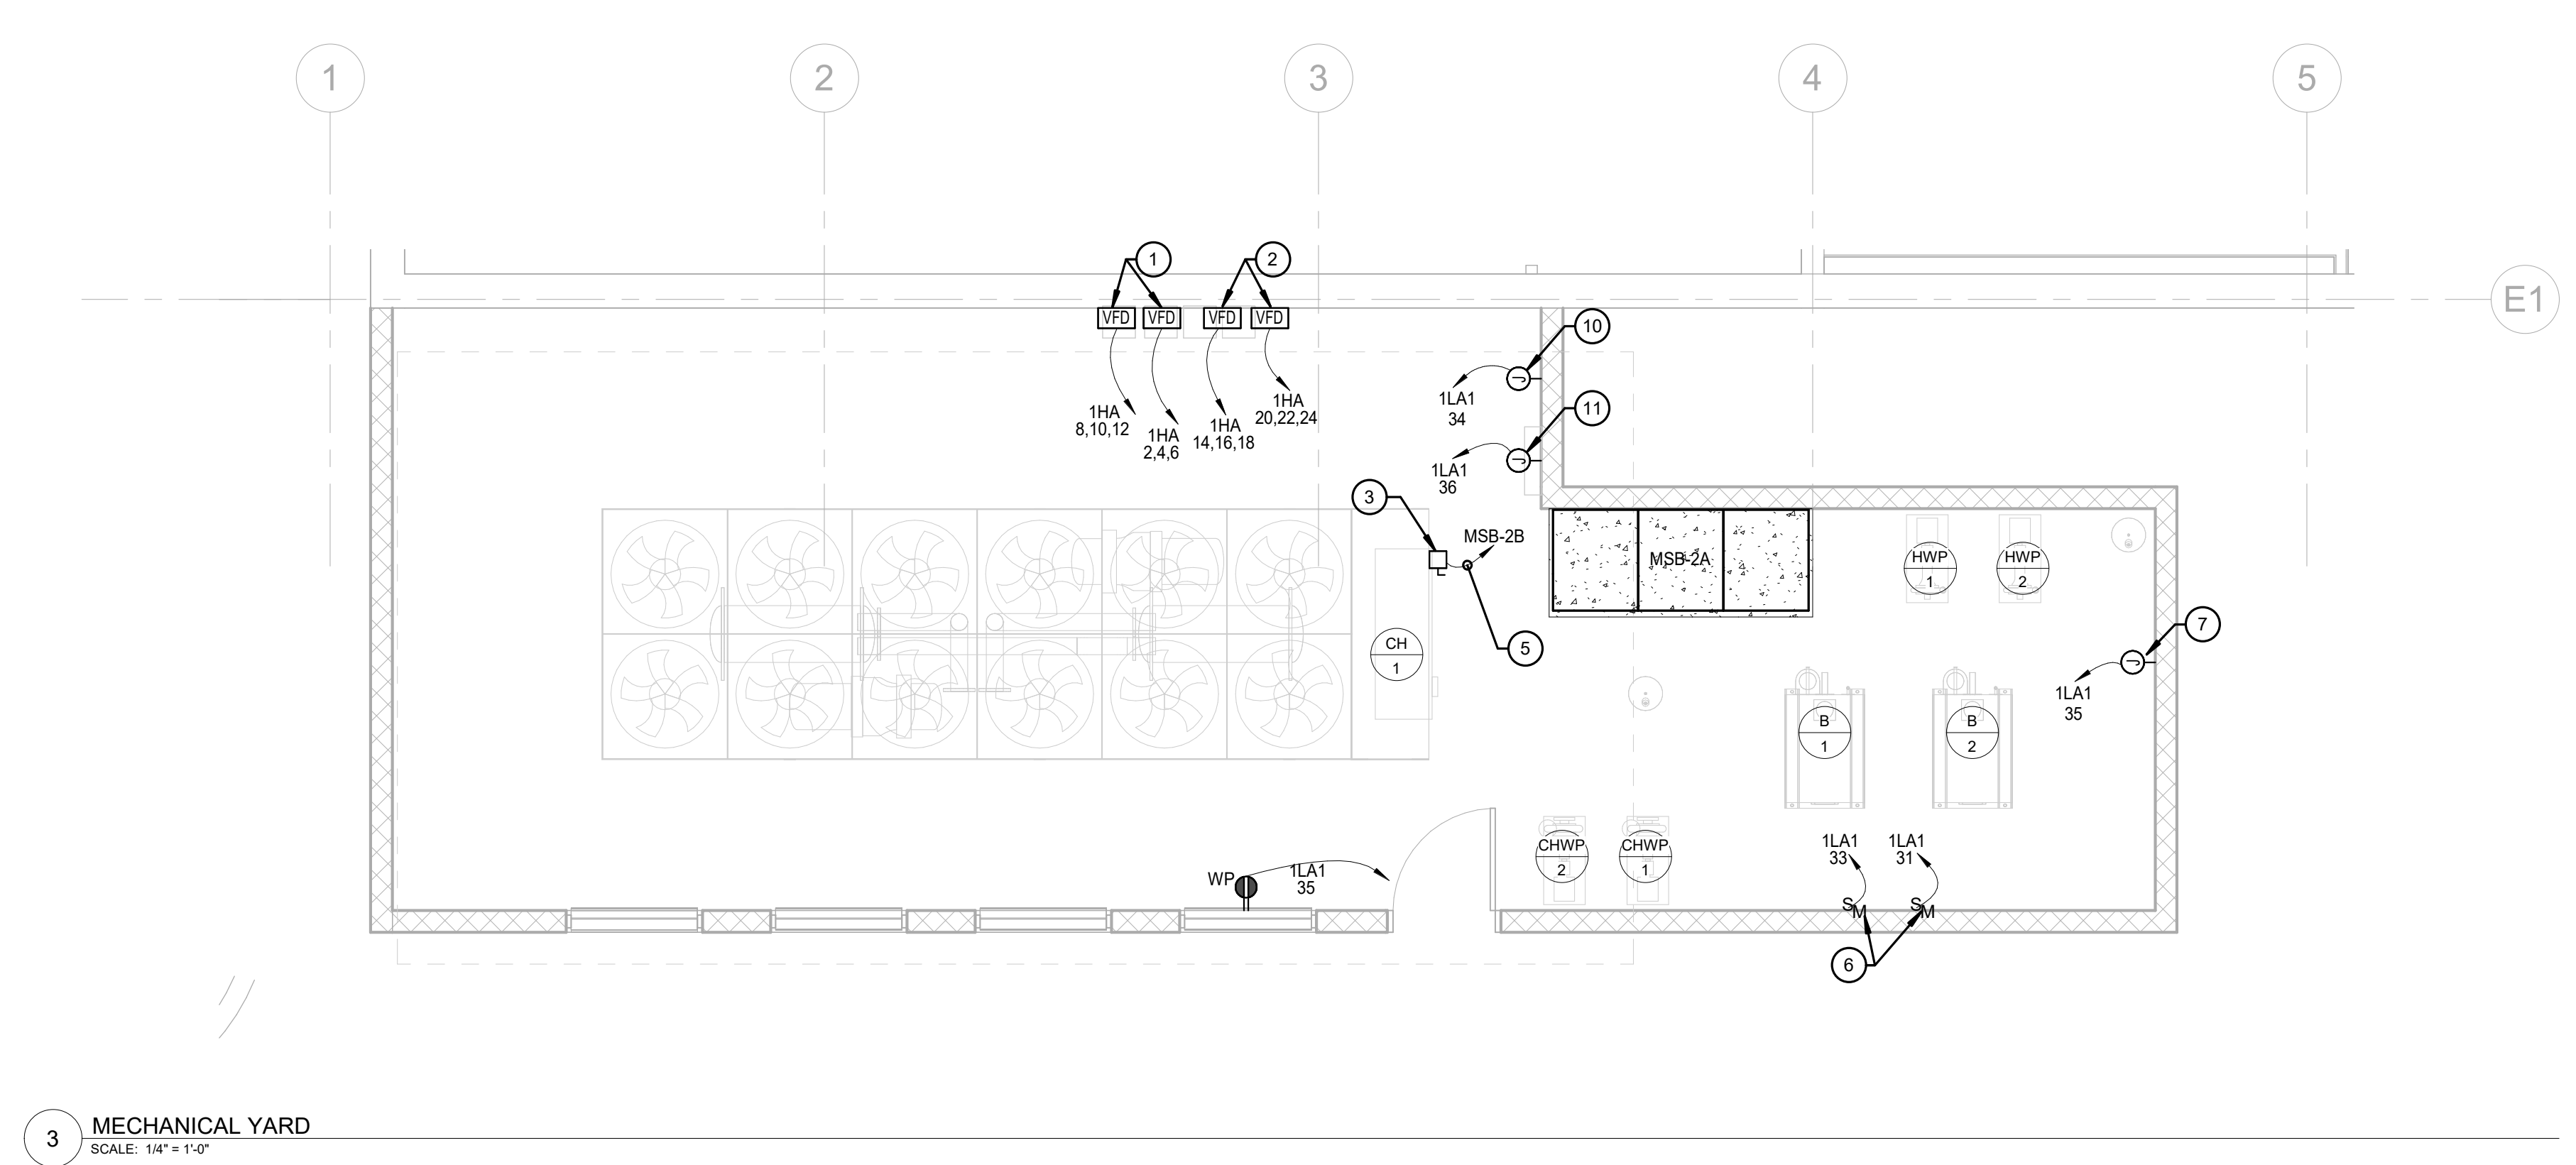 1
2
3
4
5
E1
1
2
VFD
VFD
VFD
VFD
10
1HA
8,10,12
1HA
2,4,6
1HA
14,16,18
1HA
20,22,24
1LA1
34
11
1LA1
36
3
MSB-2B
MSB-2A
HWP
1
HWP
2
5
7
CH
1
1LA1
35
B
1
B
2
CHWP
2
CHWP
1
1LA1
33
1LA1
31
WP
1LA1
35
SM
SM
6
3
MECHANICAL YARD
SCALE: 1/4" = 1'-0"